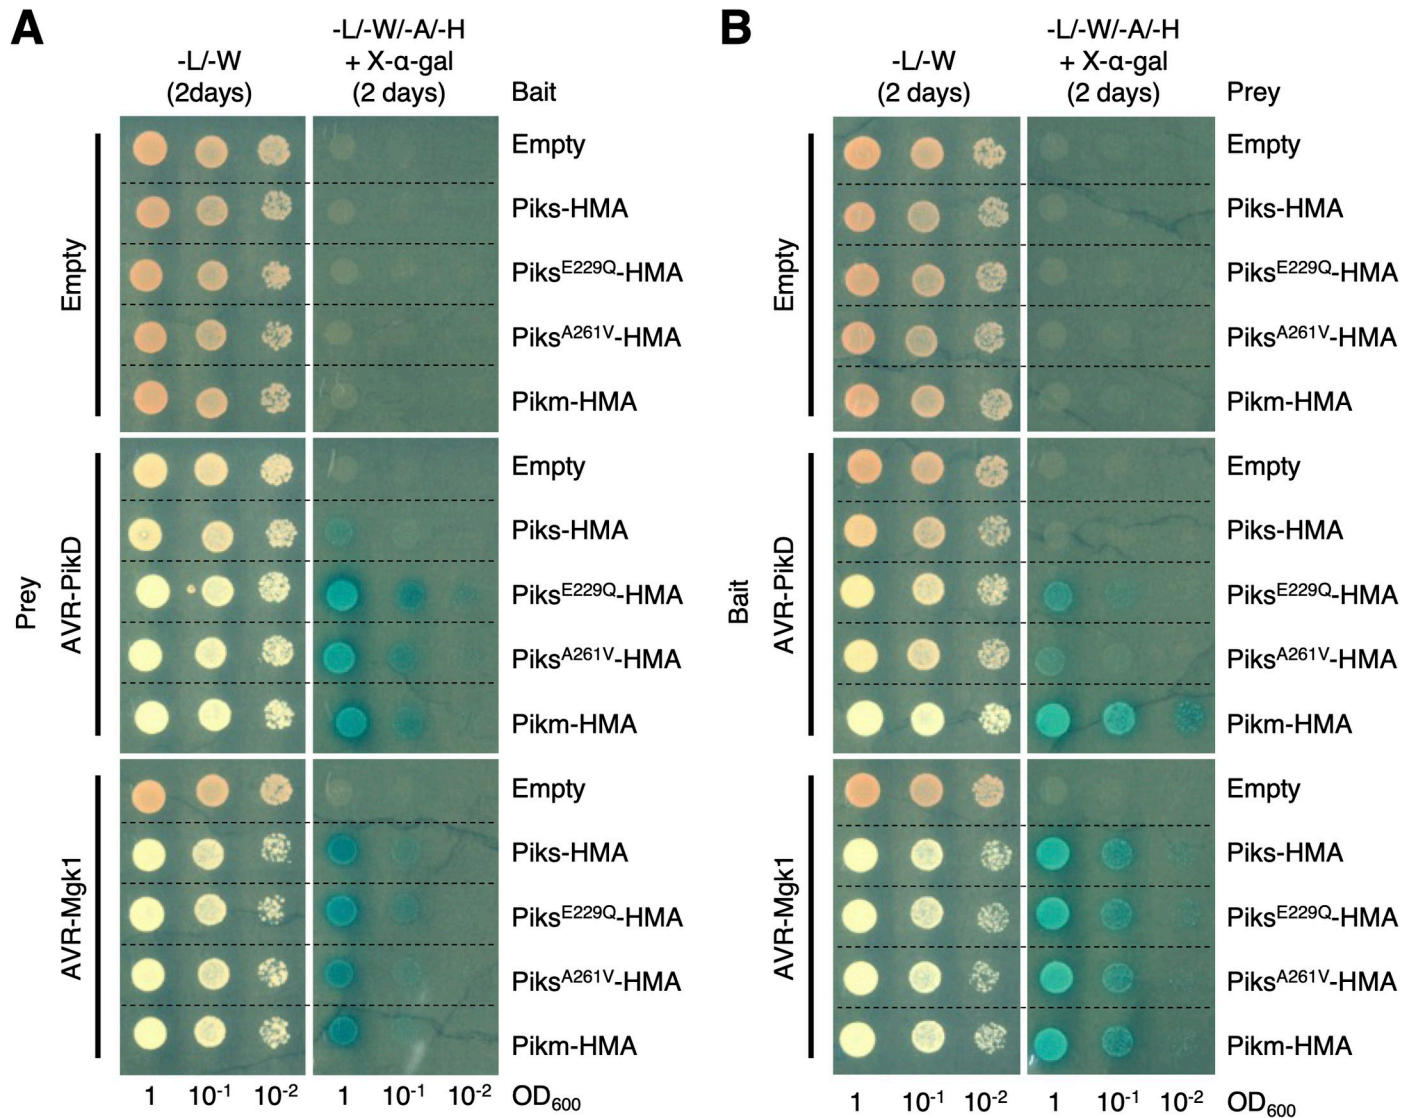 A
-L/-W
(2days)
-L/-W/-A/-H
+ X-α-gal
(2 days)
Bait
Prey
Empty
Empty
Piks-HMA
Piks^E229Q-HMA
Piks^A261V-HMA
Pikm-HMA
AVR-PikD
Empty
Piks-HMA
Piks^E229Q-HMA
Piks^A261V-HMA
Pikm-HMA
AVR-Mgk1
Empty
Piks-HMA
Piks^E229Q-HMA
Piks^A261V-HMA
Pikm-HMA
1 10^-1 10^-2 1 10^-1 10^-2 OD600
B
-L/-W
(2 days)
-L/-W/-A/-H
+ X-α-gal
(2 days)
Prey
Bait
Empty
Empty
Piks-HMA
Piks^E229Q-HMA
Piks^A261V-HMA
Pikm-HMA
AVR-PikD
Empty
Piks-HMA
Piks^E229Q-HMA
Piks^A261V-HMA
Pikm-HMA
AVR-Mgk1
Empty
Piks-HMA
Piks^E229Q-HMA
Piks^A261V-HMA
Pikm-HMA
1 10^-1 10^-2 1 10^-1 10^-2 OD600